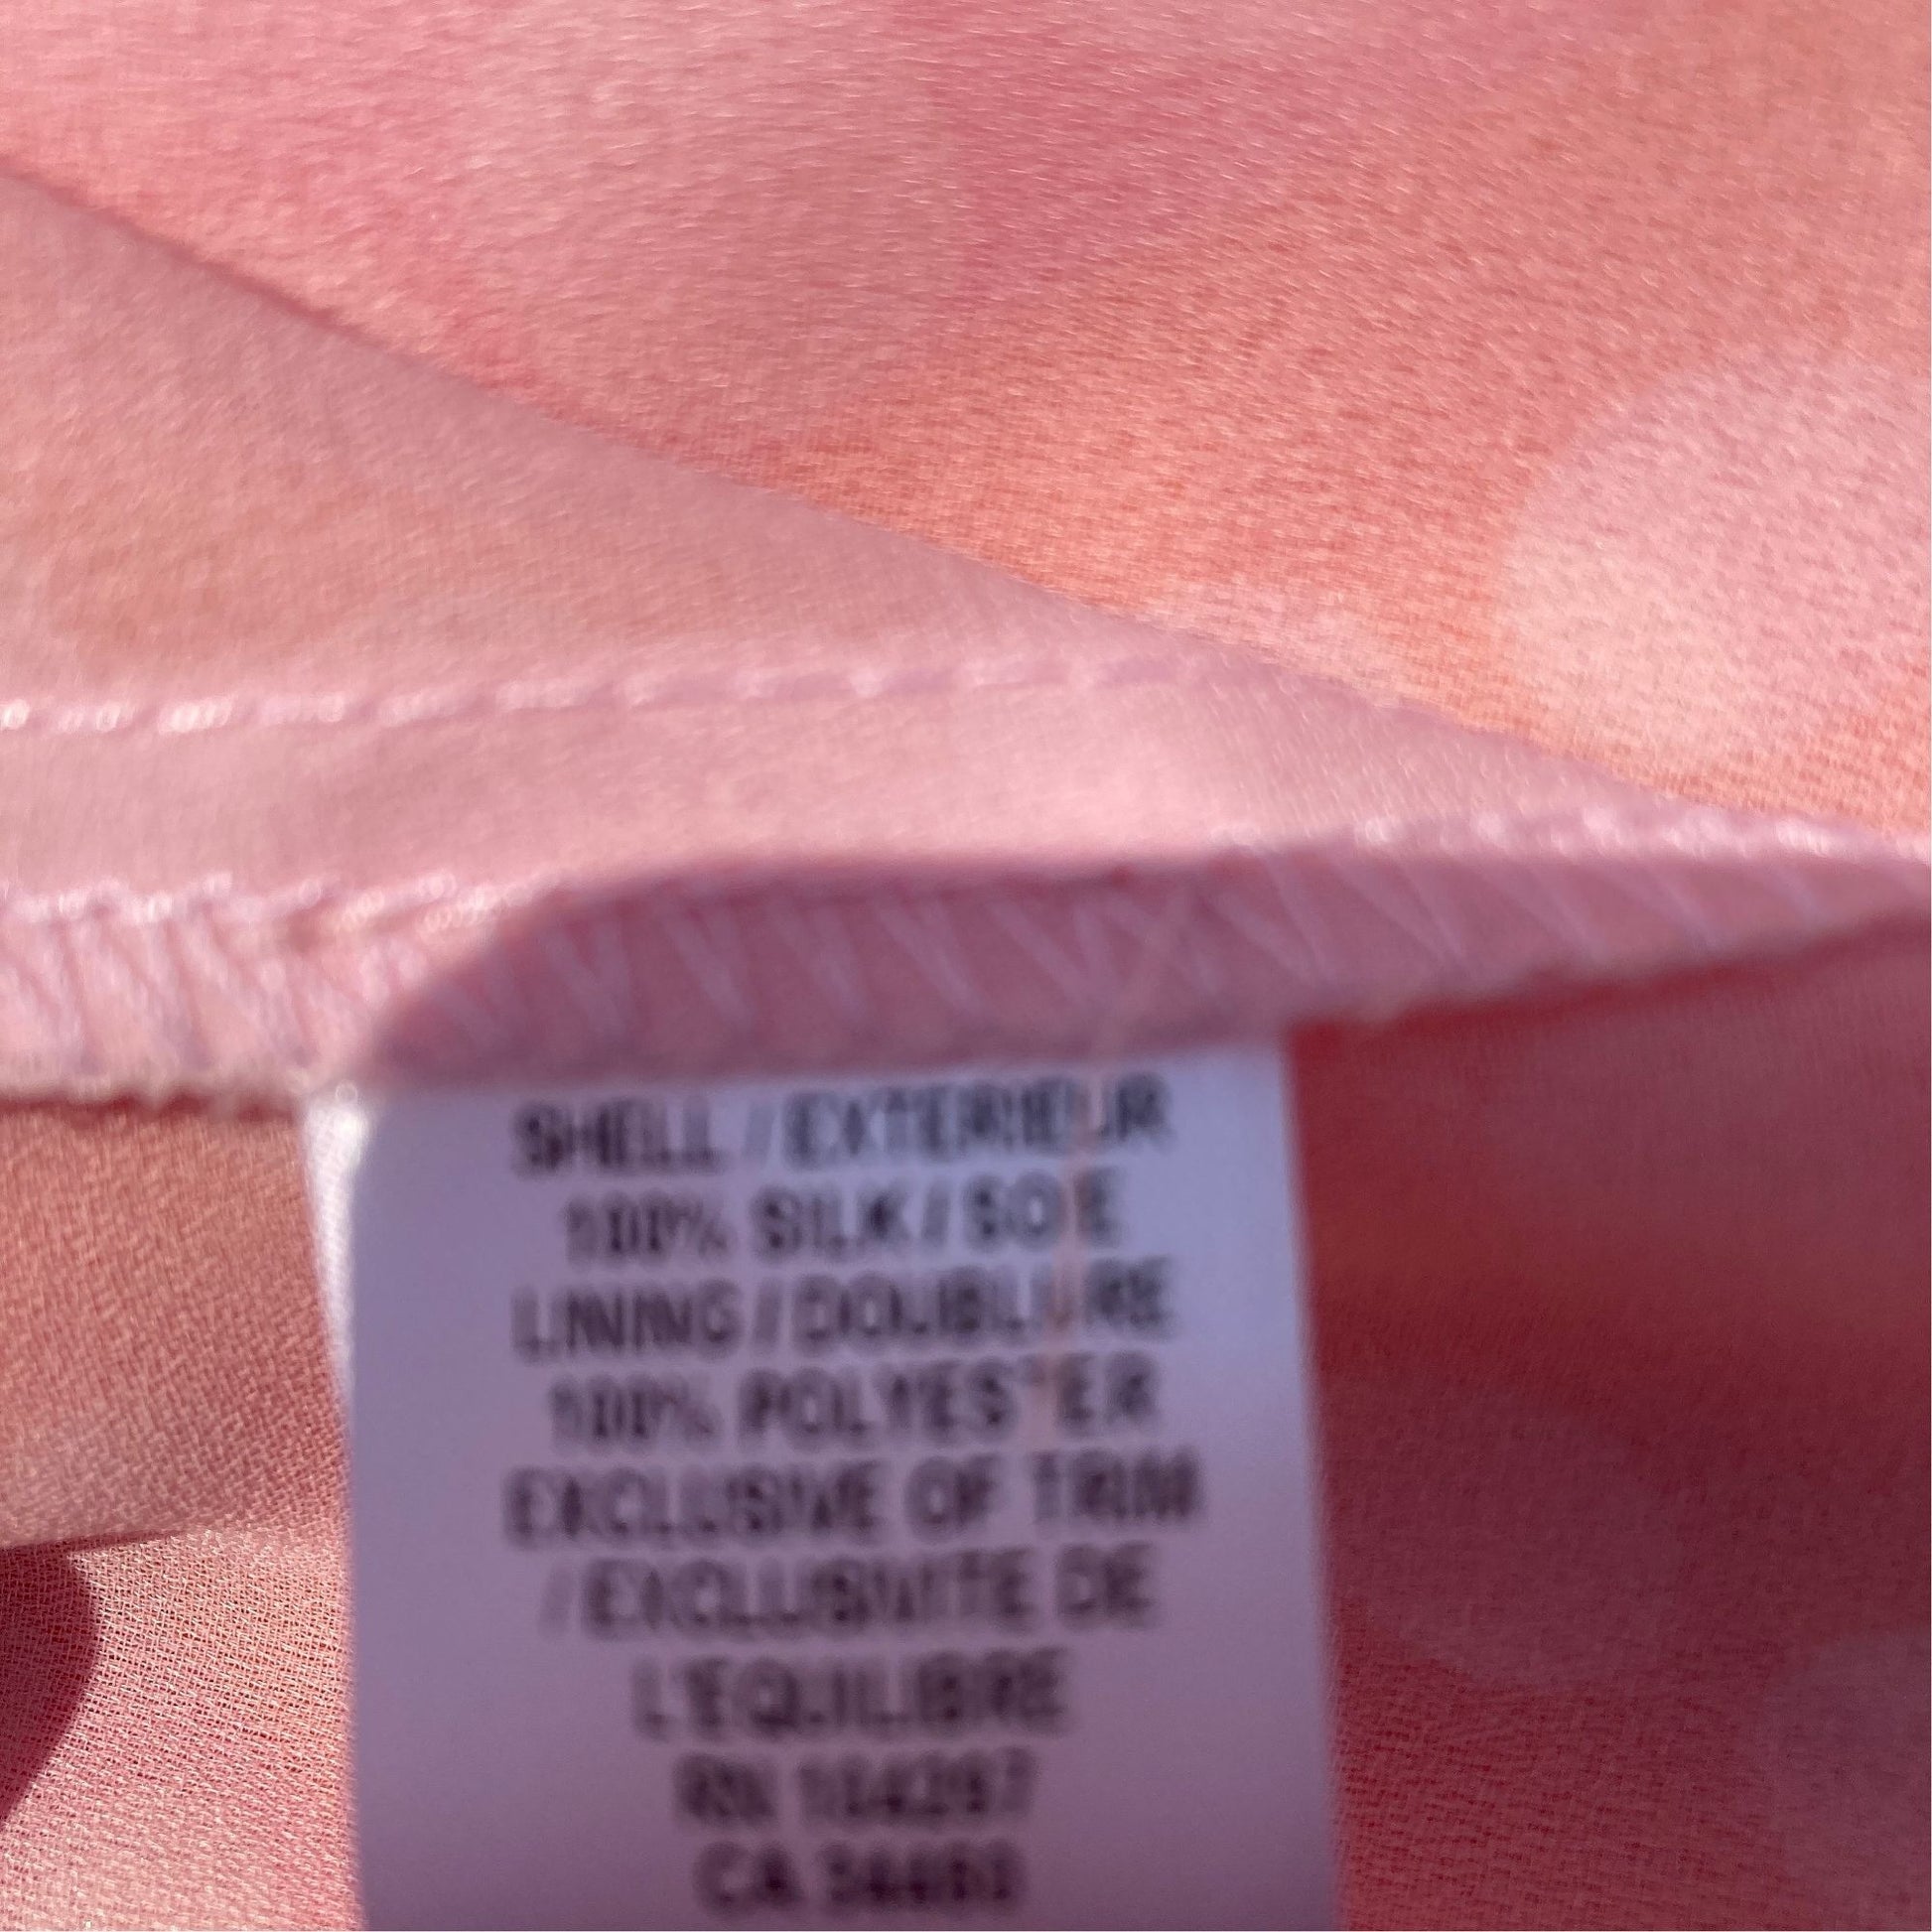 SHELL / EXTERIEUR
100% SILK / SOIE
LINING / DOUBLURE
100% POLYESTER
EXCLUSIVE OF TRIM
/ EXCLUSIVITE DE
L'EQUILIBRE
RN
CA